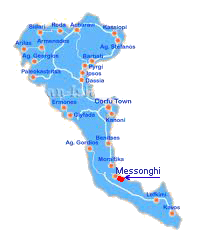 Sidari
Roda
Acharavi
Kassiopi
Arilas
Armenades
Ag. Stefanos
Ag. Georgios
Barbati
Pyrgi
Ipsos
Paleokastritsa
Dassia
Ermones
Corfu Town
Glyfada
Kanoni
Benitses
Ag. Gordios
Moraitika
Messonghi
Lefkimi
Kavos